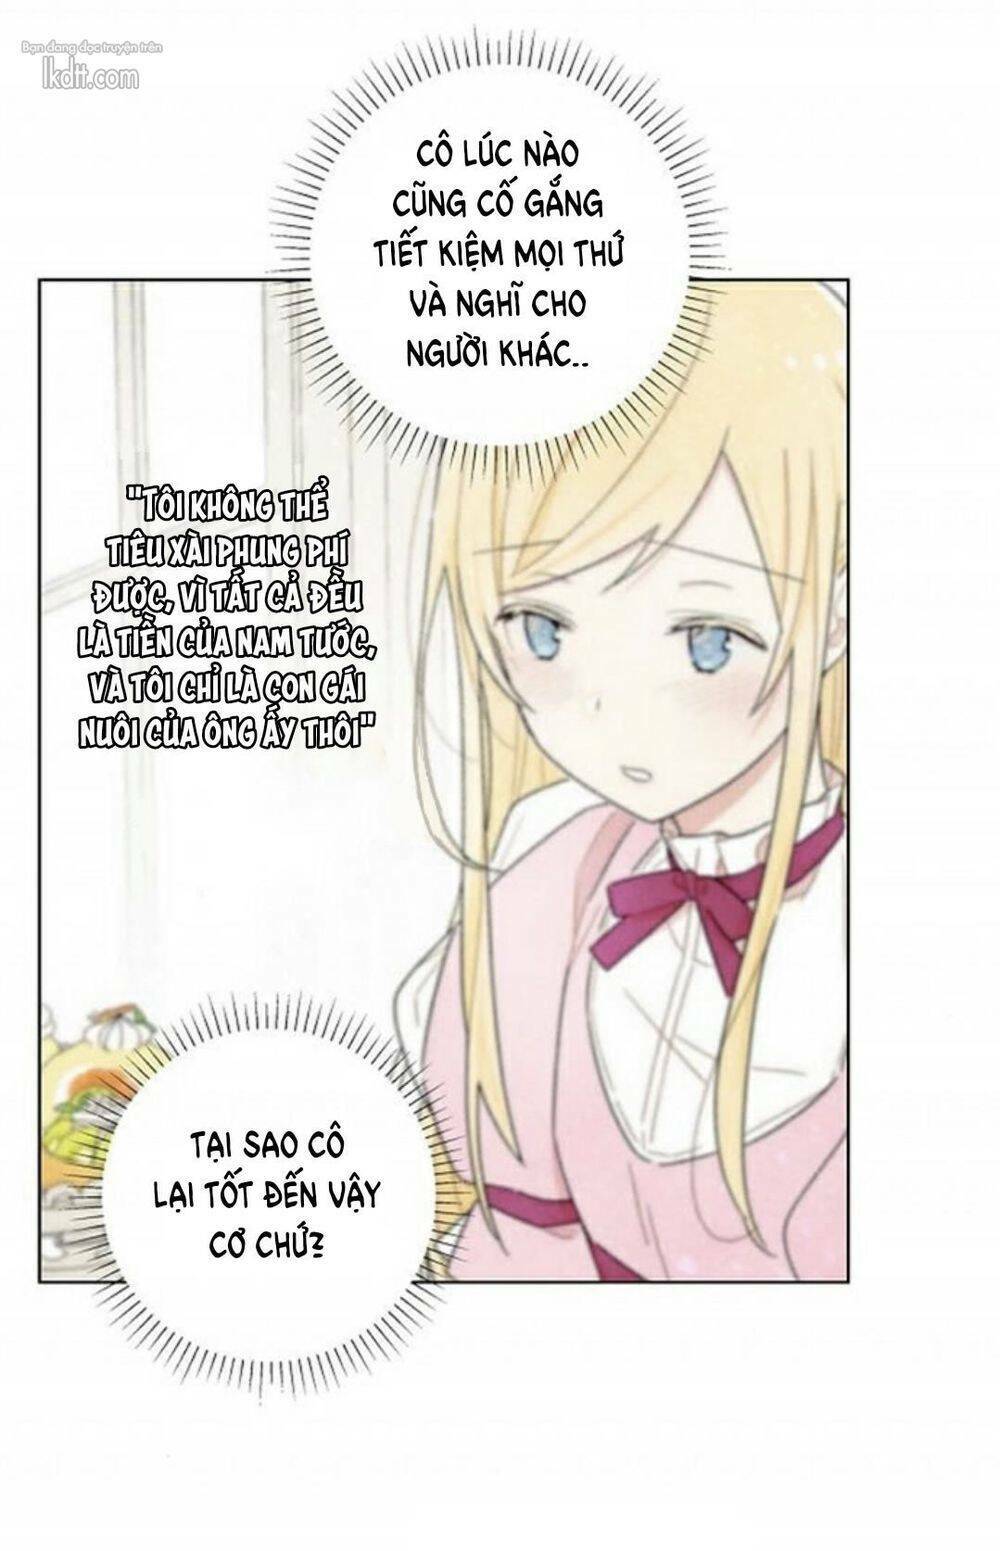 Bạn đang đọc truyện trên
lkdtt.com
CÔ LÚC NÀO
CŨNG CỐ GẮNG
TIẾT KIỆM MỌI THỨ
VÀ NGHĨ CHO
NGƯỜI KHÁC..
"TÔI KHÔNG THỂ
TIÊU XÀI PHUNG PHÍ
ĐƯỢC, VÌ TẤT CẢ ĐỀU
LÀ TIỀN CỦA NAM TƯỚC,
VÀ TÔI CHỈ LÀ CON GÁI
NUÔI CỦA ÔNG ẤY THÔI"
TẠI SAO CÔ
LẠI TỐT ĐẾN VẬY
CƠ CHỨ?